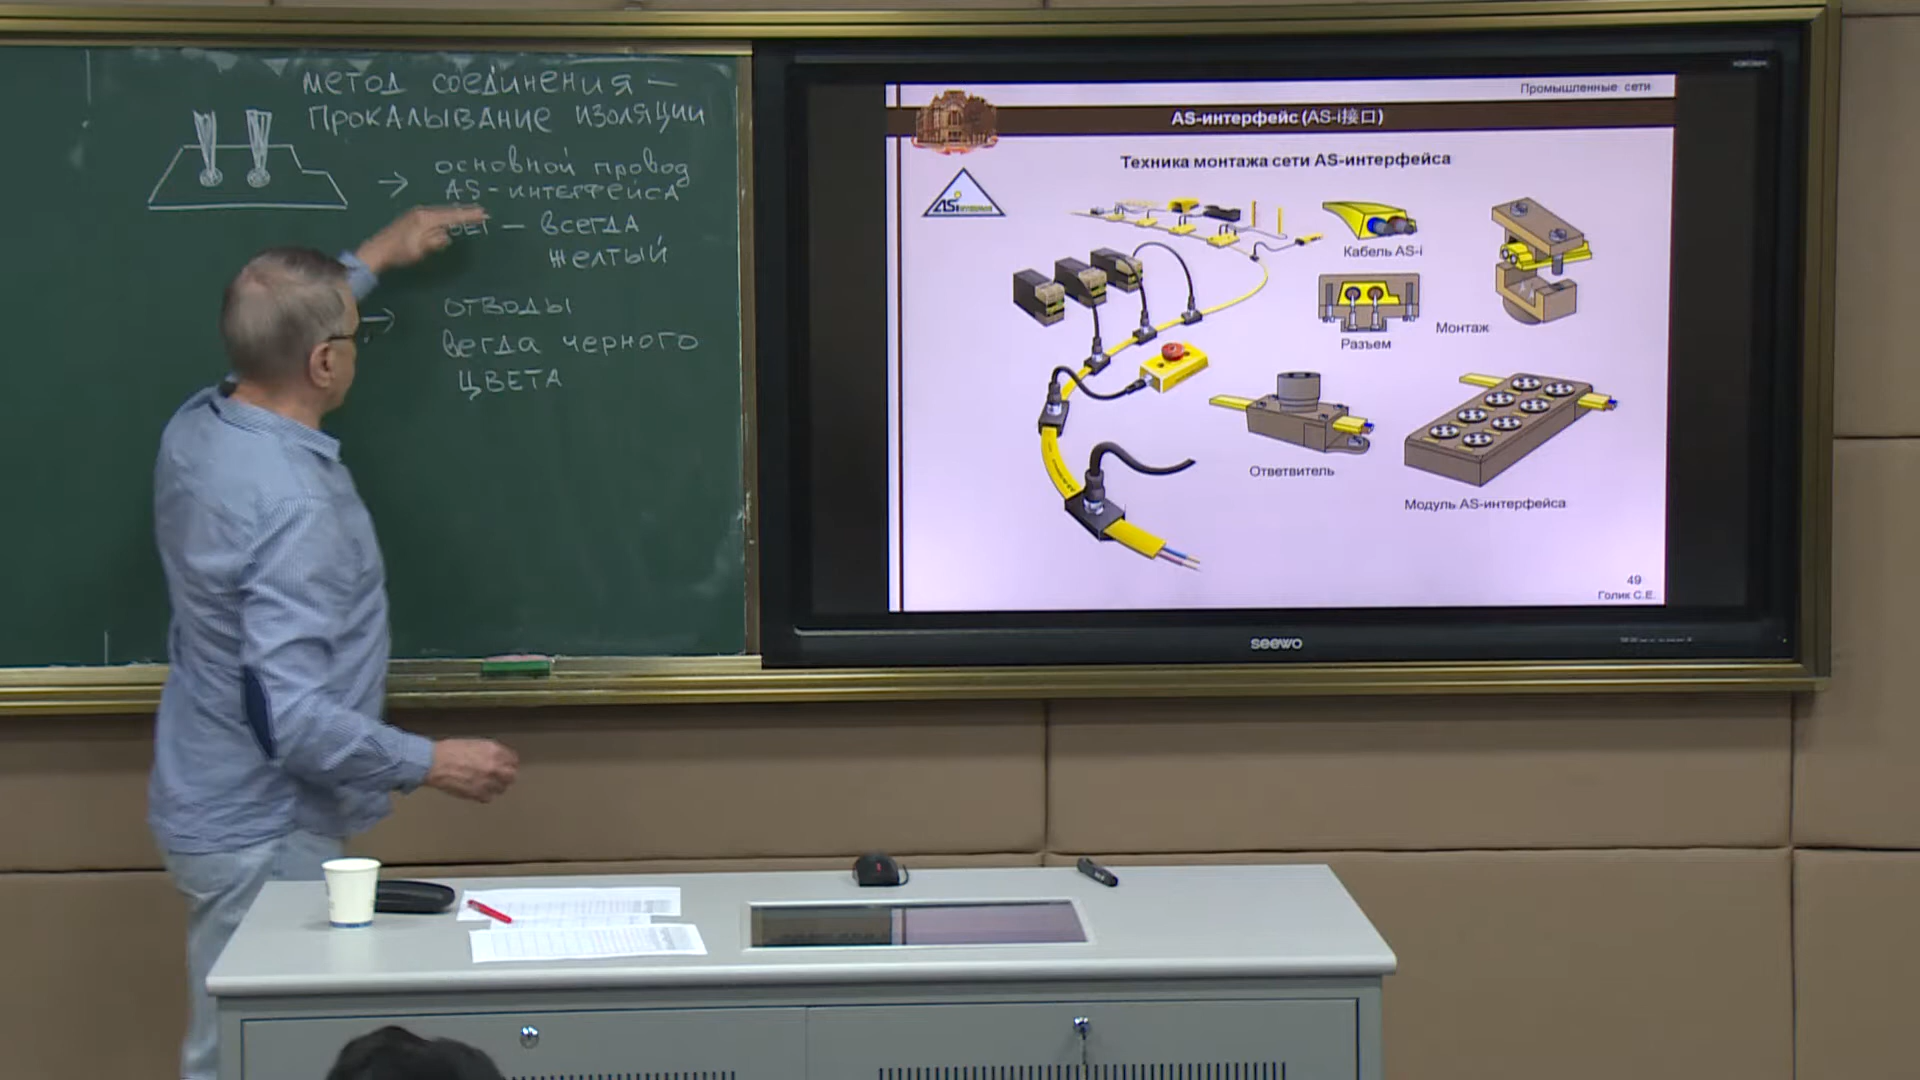 метод соединения —
прокалывание изоляции
→ основной провод
AS-интерфейса
— всегда
желтый
→ отводы
вегда черного
цвета
Промышленные сети
AS-интерфейс (AS-i接口)
Техника монтажа сети AS-интерфейса
Кабель AS-i
Разъем
Монтаж
Ответвитель
Модуль AS-интерфейса
49
Голик С.Е.
seewo